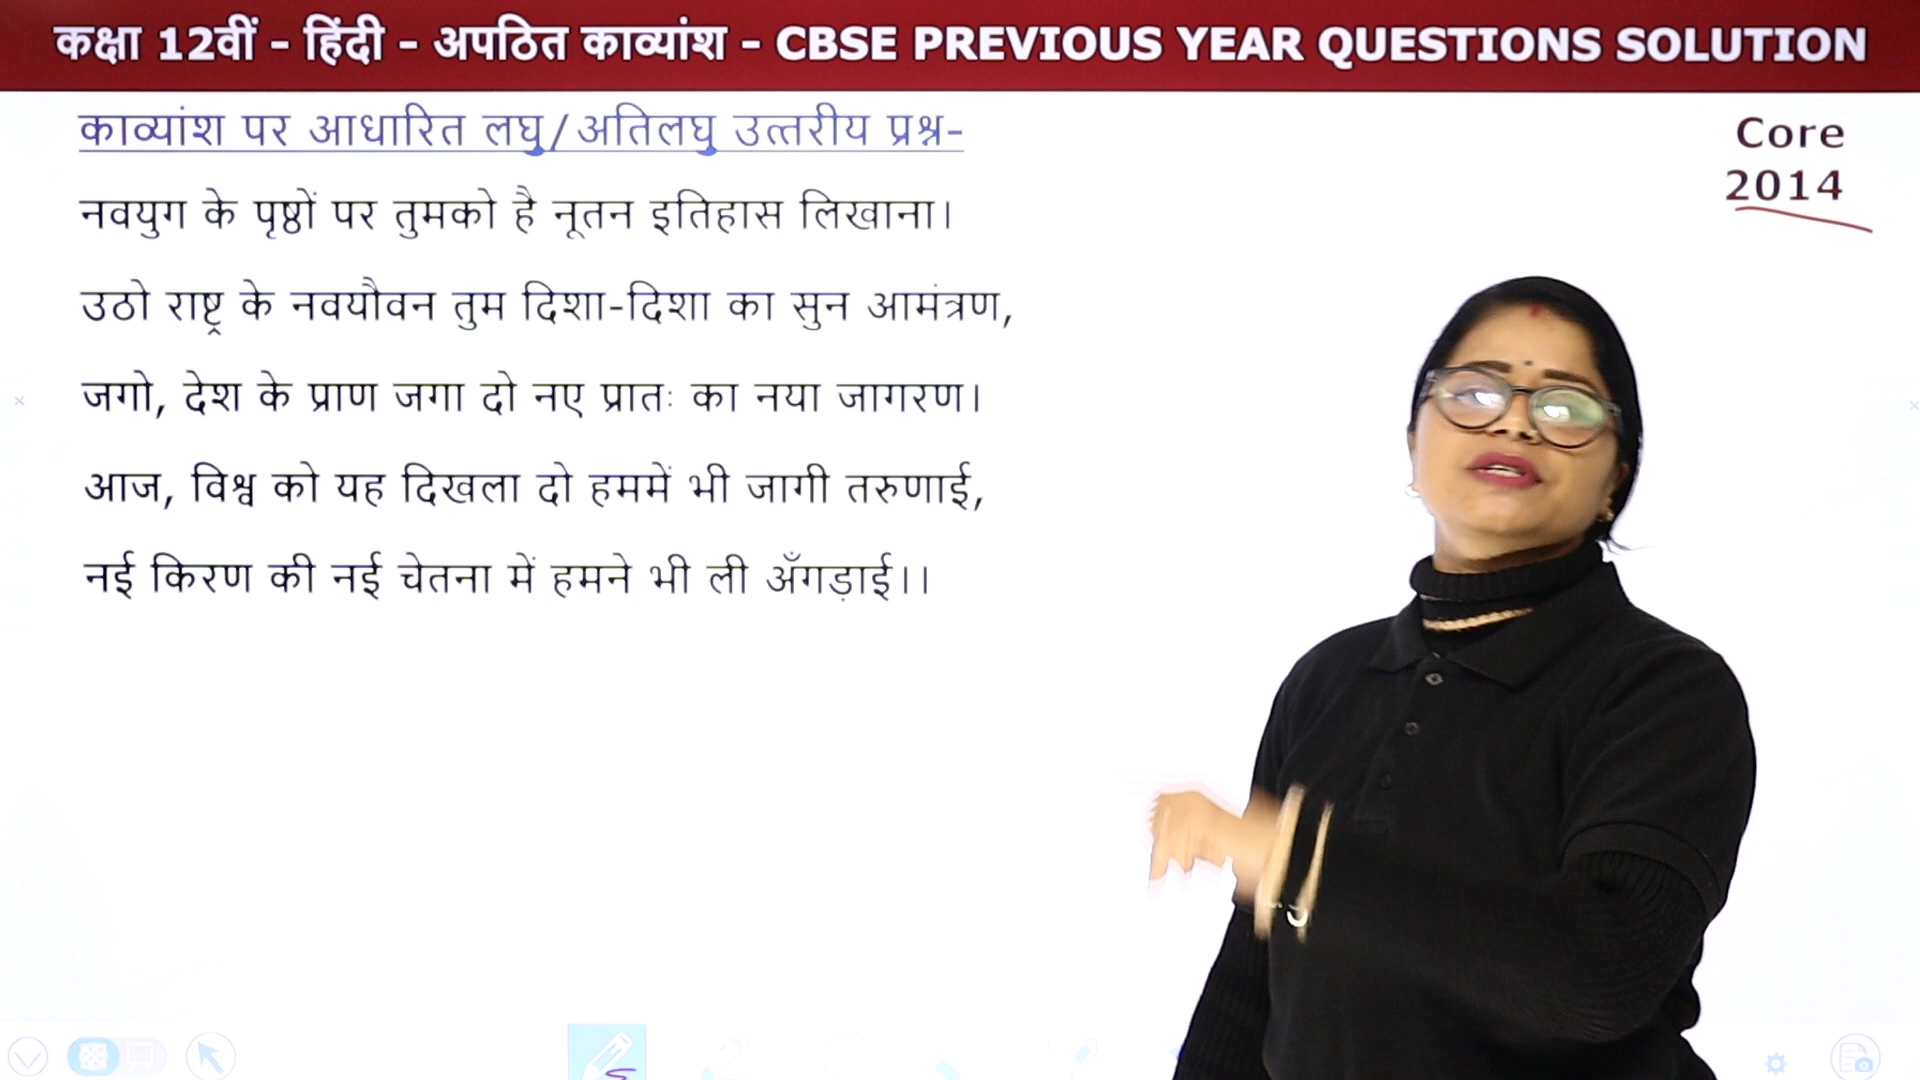 कक्षा 12वीं - हिंदी - अपठित काव्यांश - CBSE PREVIOUS YEAR QUESTIONS SOLUTION
काव्यांश पर आधारित लघु/अतिलघु उत्तरीय प्रश्न-
Core
2014
नवयुग के पृष्ठों पर तुमको है नूतन इतिहास लिखाना।
उठो राष्ट्र के नवयौवन तुम दिशा-दिशा का सुन आमंत्रण,
जगो, देश के प्राण जगा दो नए प्रातः का नया जागरण।
आज, विश्व को यह दिखला दो हममें भी जागी तरुणाई,
नई किरण की नई चेतना में हमने भी ली अँगड़ाई।।